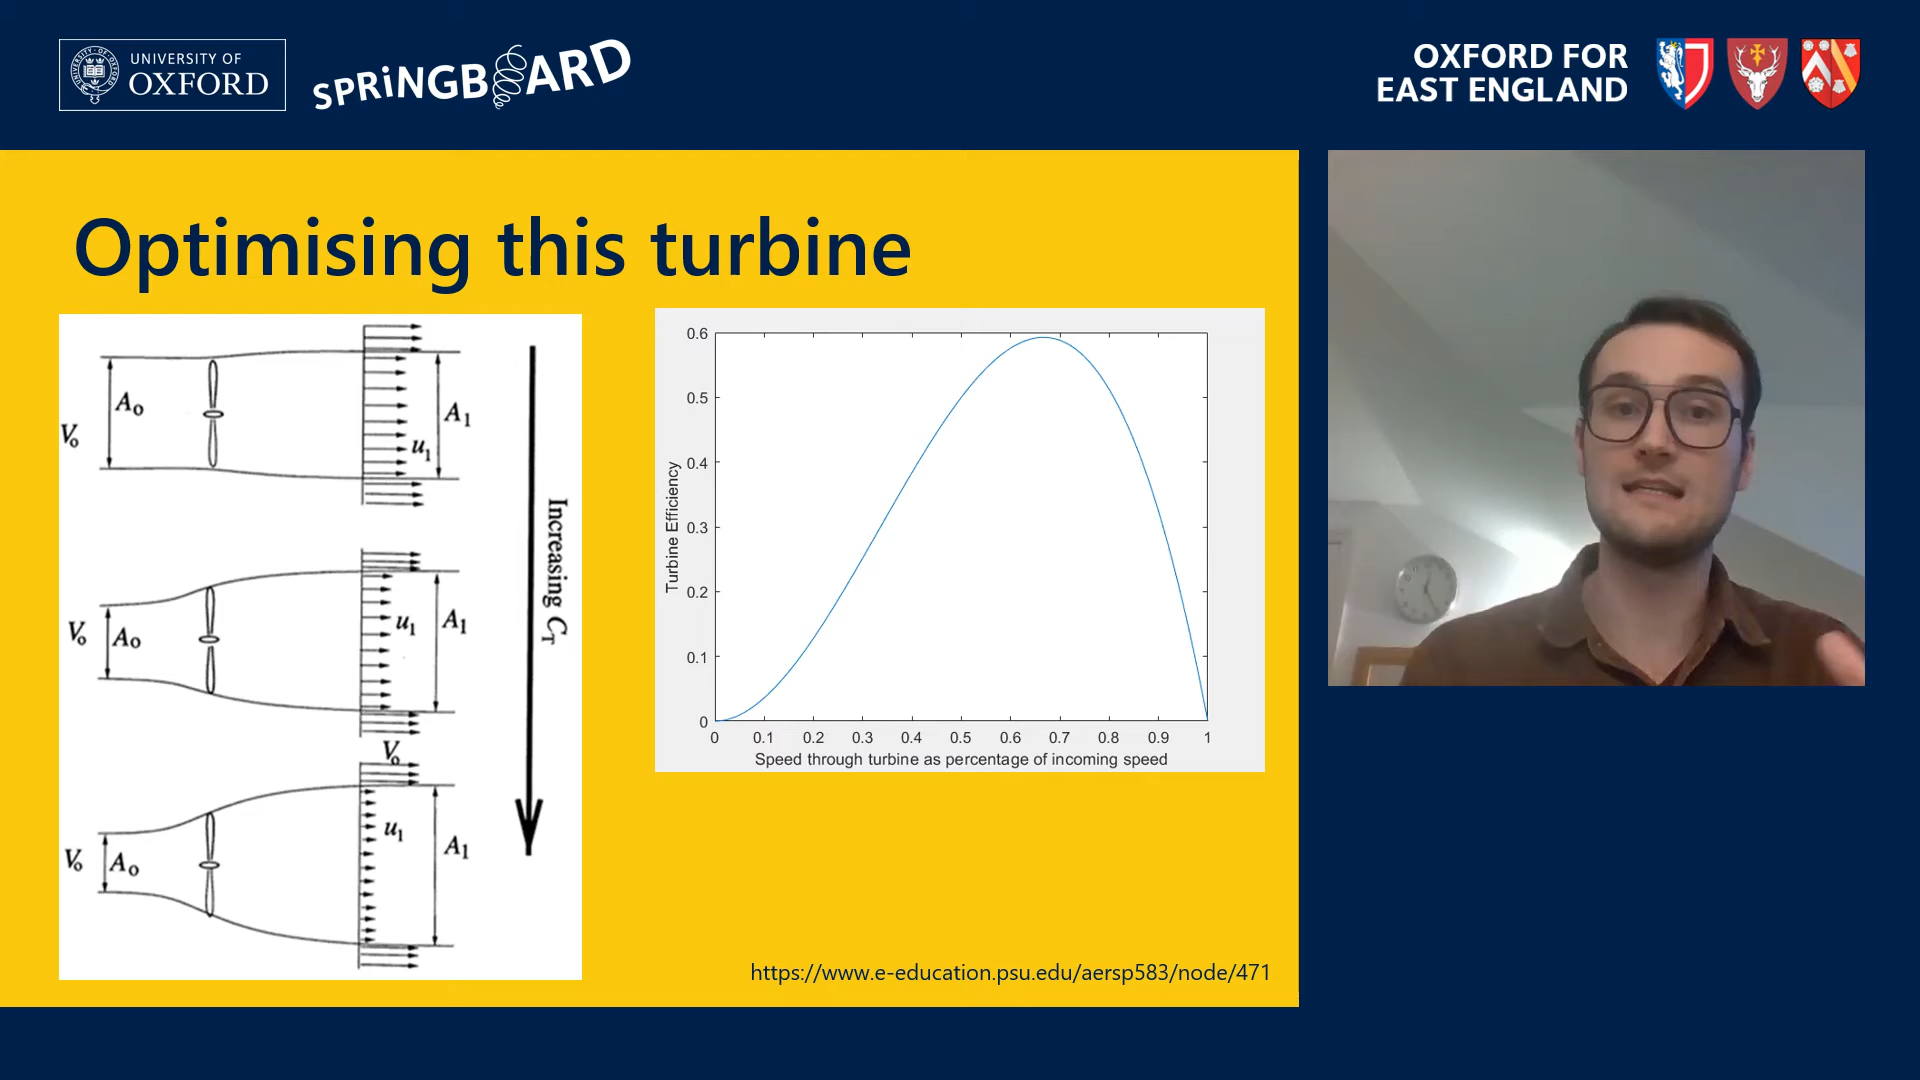 UNIVERSITY OF
OXFORD
SPRiNGBOARD
OXFORD FOR
EAST ENGLAND
Optimising this turbine
V₀
A₀
u₁
A₁
V₀
A₀
u₁
A₁
V₀
V₀
A₀
u₁
A₁
Increasing C_T
0.6
0.5
0.4
0.3
0.2
0.1
0
Turbine Efficiency
0 0.1 0.2 0.3 0.4 0.5 0.6 0.7 0.8 0.9 1
Speed through turbine as percentage of incoming speed
https://www.e-education.psu.edu/aersp583/node/471